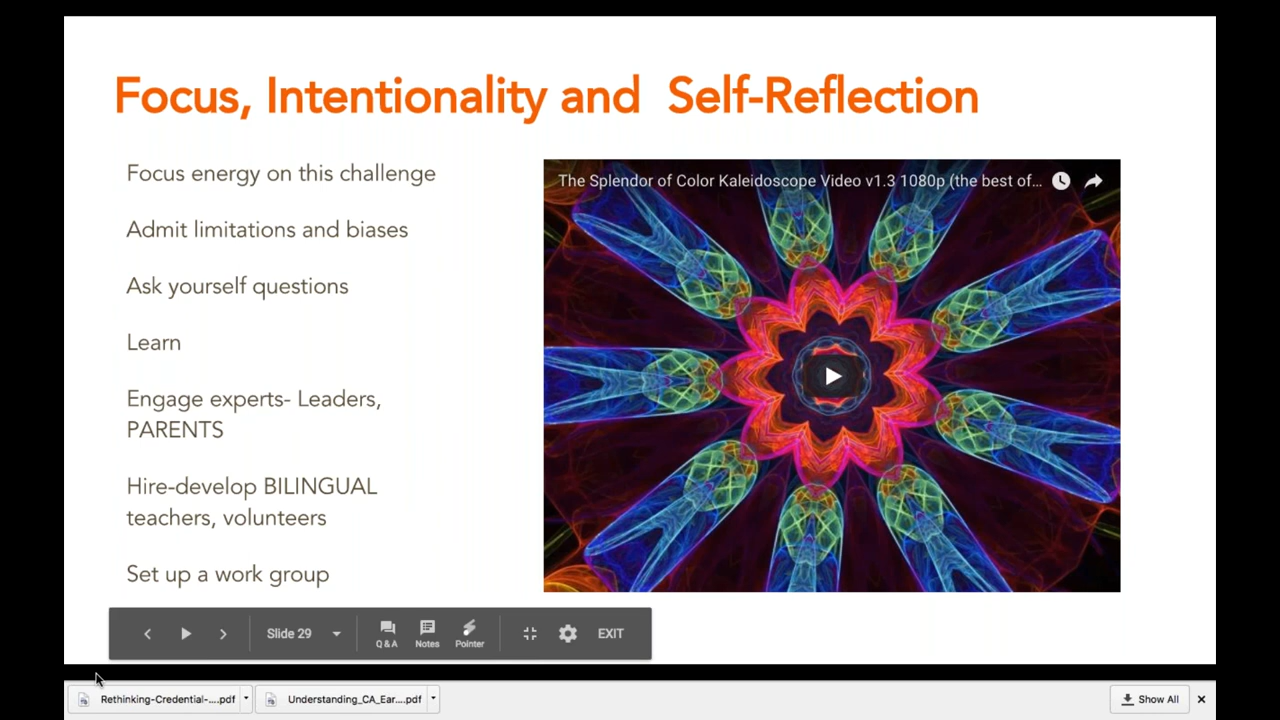 Focus, Intentionality and Self-Reflection
Focus energy on this challenge
Admit limitations and biases
Ask yourself questions
Learn
Engage experts- Leaders,
PARENTS
Hire-develop BILINGUAL
teachers, volunteers
Set up a work group
The Splendor of Color Kaleidoscope Video v1.3 1080p (the best of...
Slide 29
Q & A
Notes
Pointer
EXIT
Rethinking-Credential-....pdf
Understanding_CA_Ear....pdf
Show All